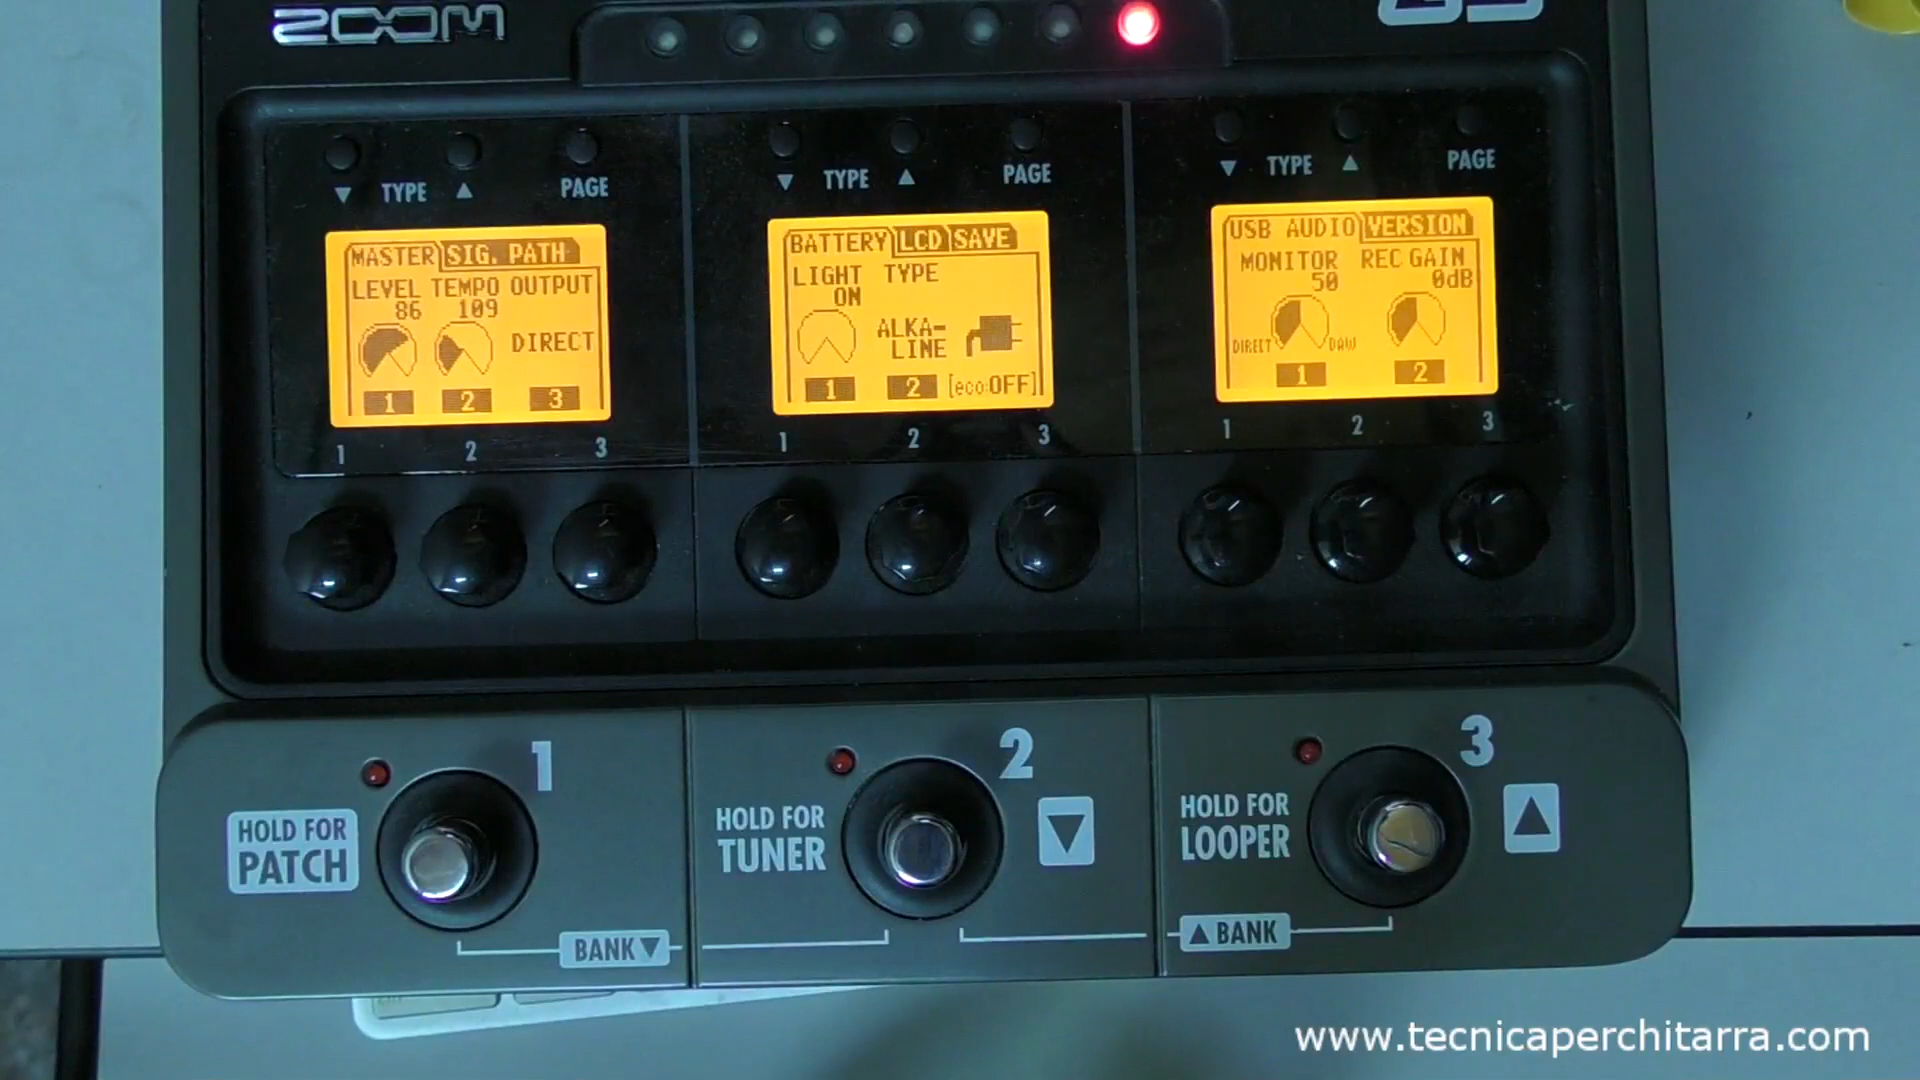 ZOOM G3
▼ TYPE ▲ PAGE
▼ TYPE ▲ PAGE
▼ TYPE ▲ PAGE
MASTER SIG. PATH
LEVEL TEMPO OUTPUT
86 109
DIRECT
1 2 3
BATTERY LCD SAVE
LIGHT TYPE
ON
ALKA-
LINE
1 2 [eco:OFF]
USB AUDIO VERSION
MONITOR REC GAIN
50 0dB
DIRECT DAW
1 2
1 2 3
1 2 3
1 2 3
1
HOLD FOR
PATCH
2
HOLD FOR
TUNER
▼
3
HOLD FOR
LOOPER
▲
BANK ▼
▲ BANK
www.tecnicaperchitarra.com